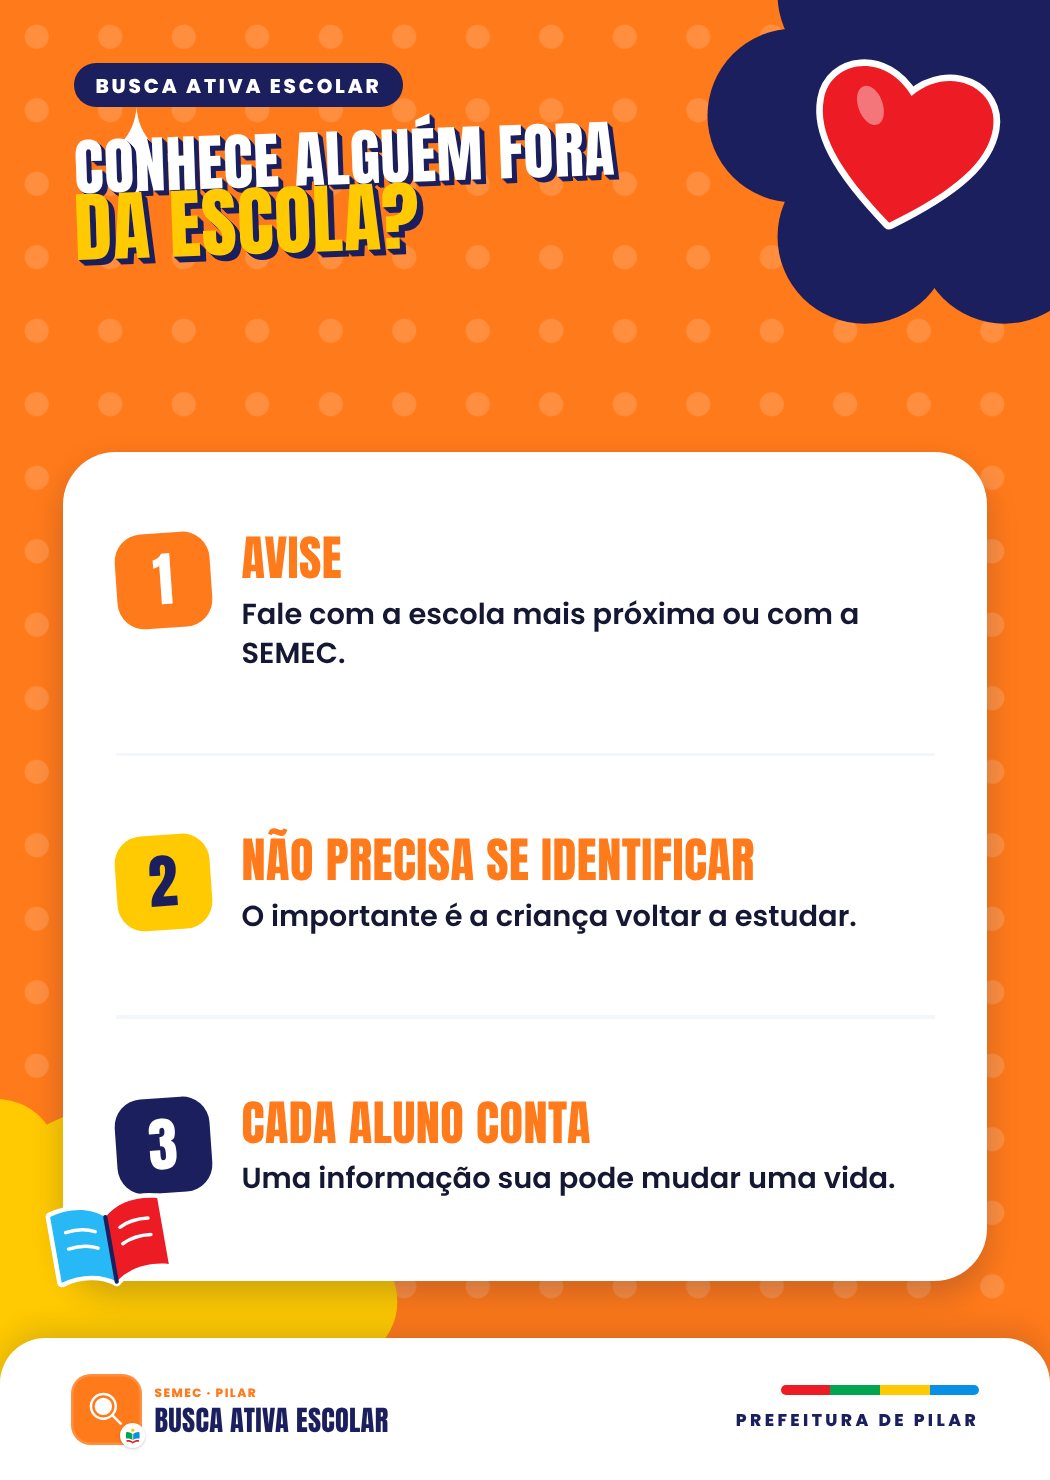 BUSCA ATIVA ESCOLAR
CONHECE ALGUÉM FORA
DA ESCOLA?
1
AVISE
Fale com a escola mais próxima ou com a
SEMEC.
2
NÃO PRECISA SE IDENTIFICAR
O importante é a criança voltar a estudar.
3
CADA ALUNO CONTA
Uma informação sua pode mudar uma vida.
SEMEC · PILAR
BUSCA ATIVA ESCOLAR
PREFEITURA DE PILAR